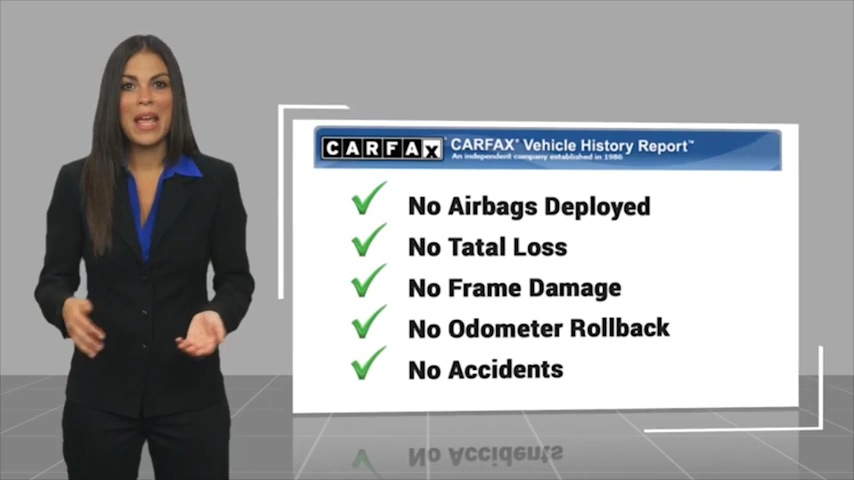 CARFAX CARFAX® Vehicle History Report™
An independent company established in 1986
No Airbags Deployed
No Tatal Loss
No Frame Damage
No Odometer Rollback
No Accidents
No Accidents